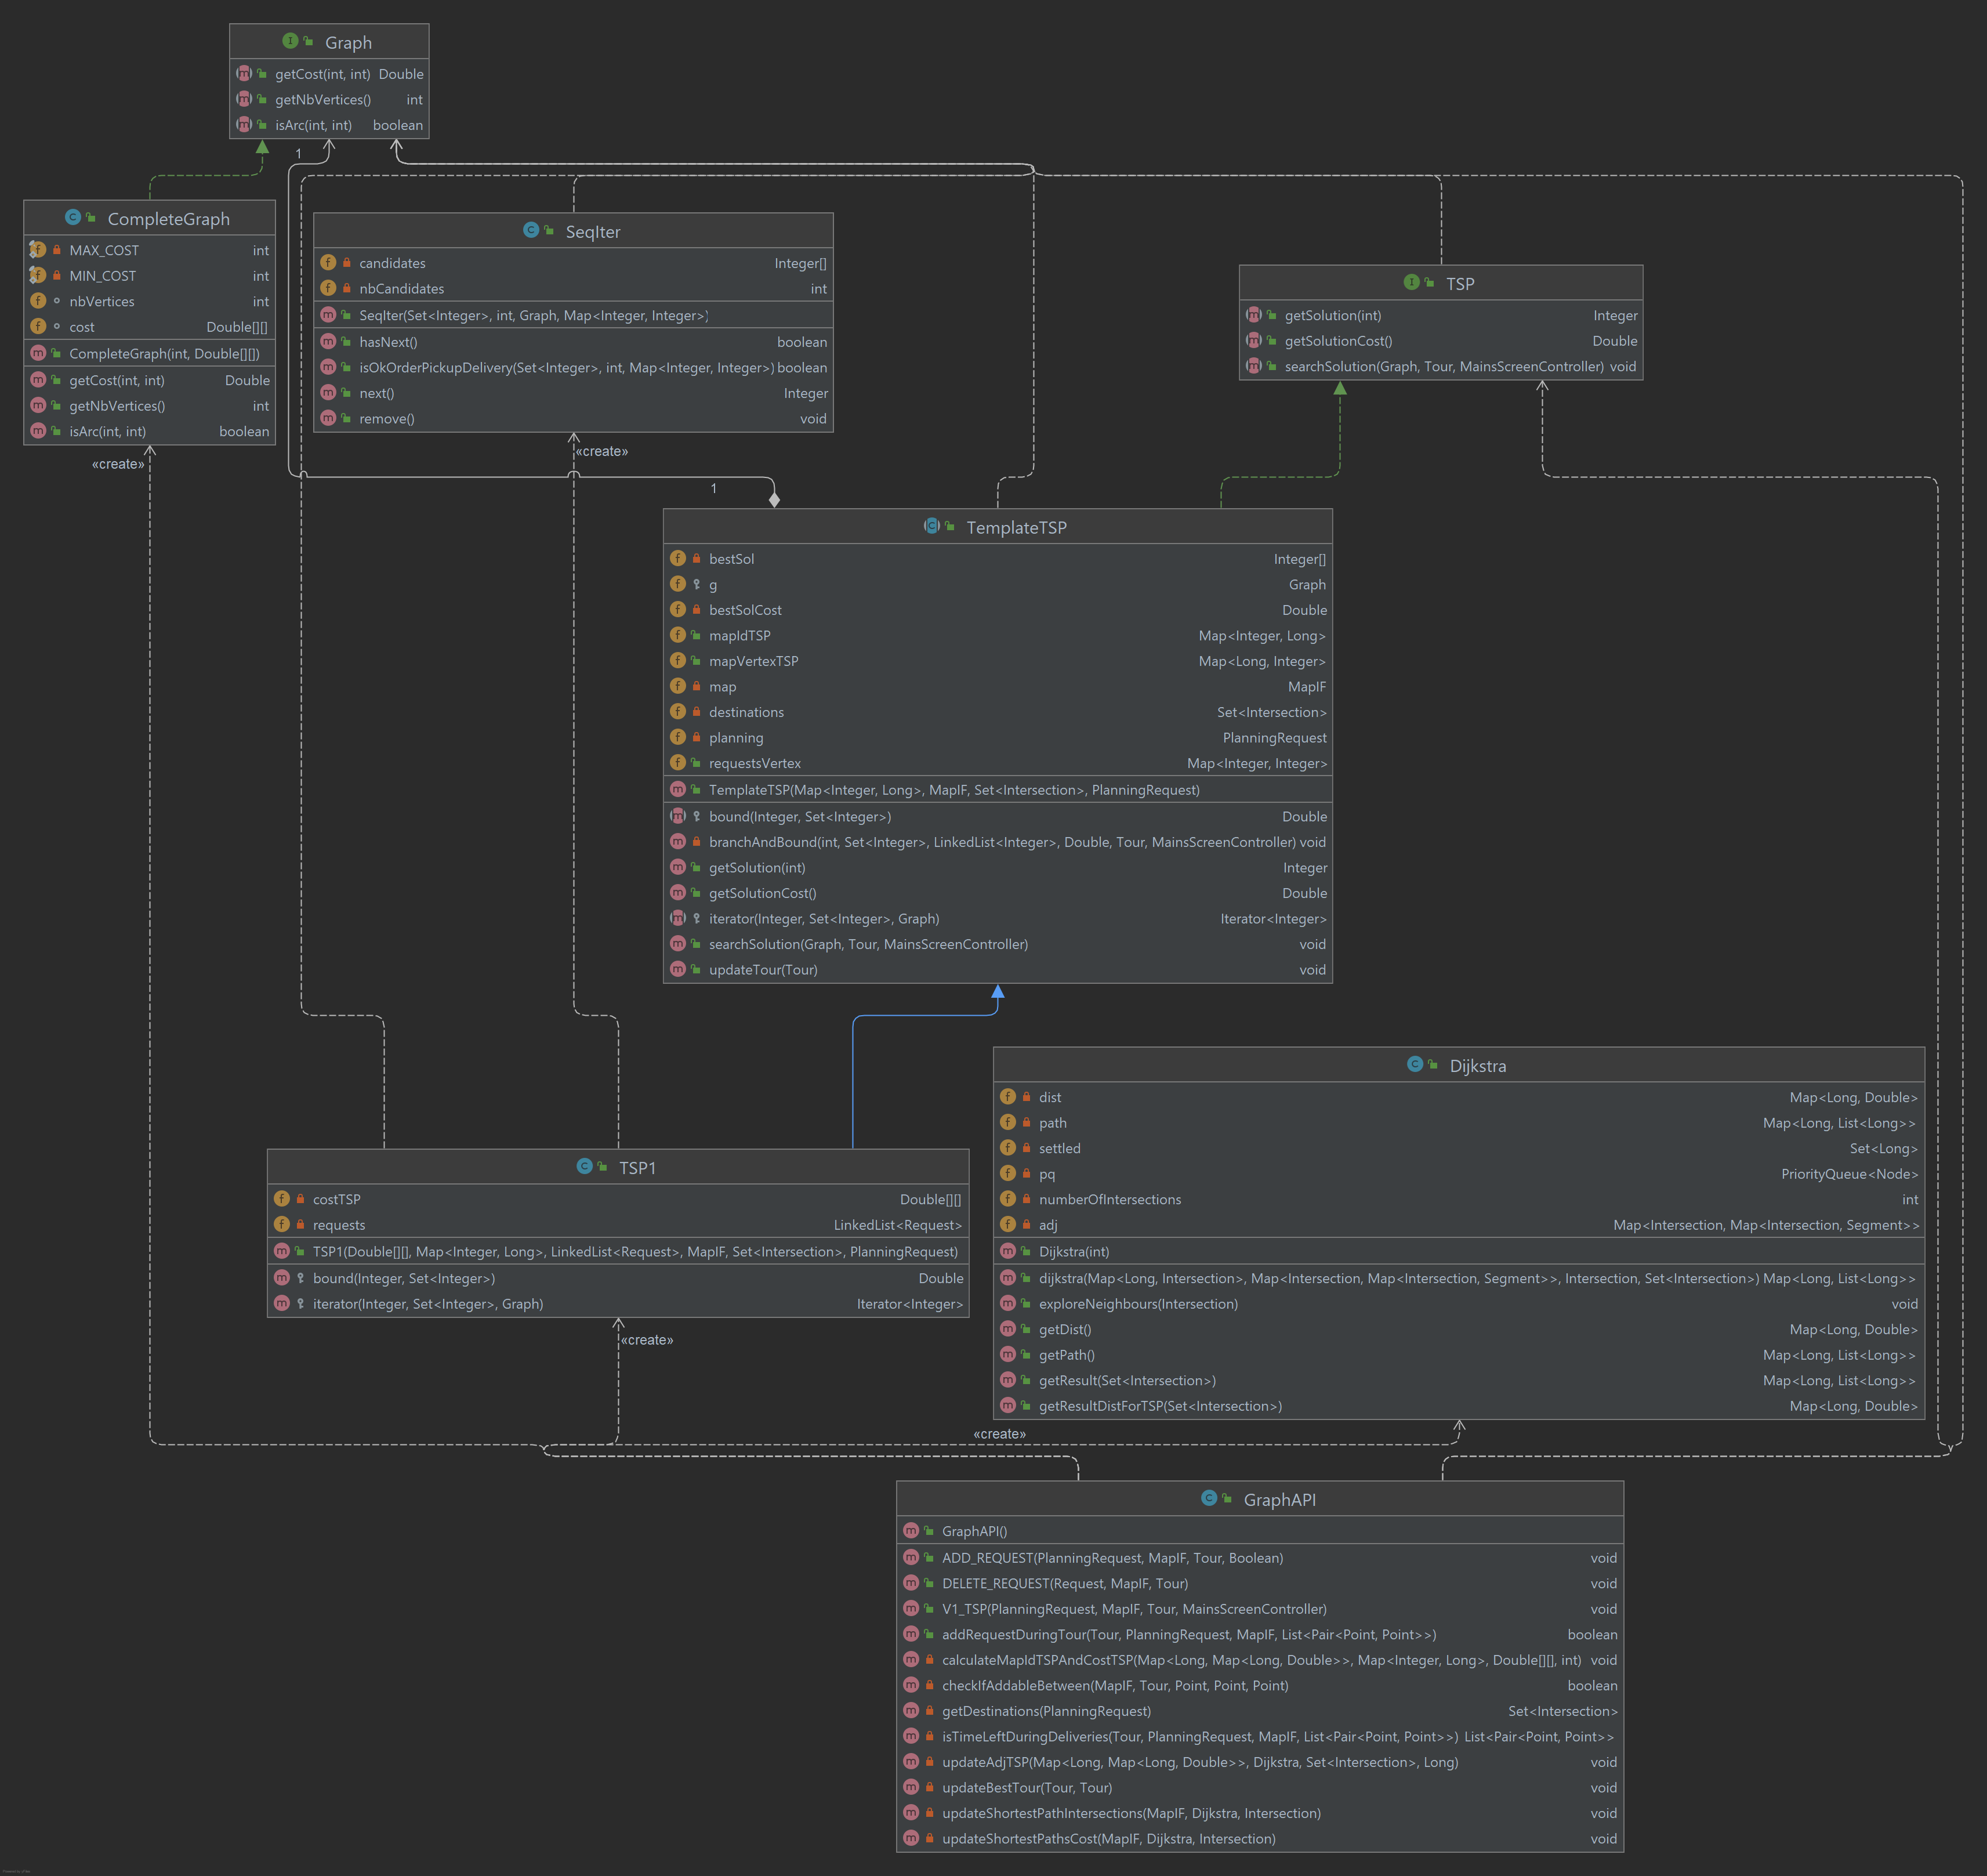 Graph
getCost(int, int) Double
getNbVertices() int
isArc(int, int) boolean
1
CompleteGraph
MAX_COST int
MIN_COST int
nbVertices int
cost Double[][]
CompleteGraph(int, Double[][])
getCost(int, int) Double
getNbVertices() int
isArc(int, int) boolean
«create»
SeqIter
candidates Integer[]
nbCandidates int
SeqIter(Set<Integer>, int, Graph, Map<Integer, Integer>)
hasNext() boolean
isOkOrderPickupDelivery(Set<Integer>, int, Map<Integer, Integer>) boolean
next() Integer
remove() void
«create»
TSP
getSolution(int) Integer
getSolutionCost() Double
searchSolution(Graph, Tour, MainsScreenController) void
1
TemplateTSP
bestSol Integer[]
g Graph
bestSolCost Double
mapIdTSP Map<Integer, Long>
mapVertexTSP Map<Long, Integer>
map MapIF
destinations Set<Intersection>
planning PlanningRequest
requestsVertex Map<Integer, Integer>
TemplateTSP(Map<Integer, Long>, MapIF, Set<Intersection>, PlanningRequest)
bound(Integer, Set<Integer>) Double
branchAndBound(int, Set<Integer>, LinkedList<Integer>, Double, Tour, MainsScreenController) void
getSolution(int) Integer
getSolutionCost() Double
iterator(Integer, Set<Integer>, Graph) Iterator<Integer>
searchSolution(Graph, Tour, MainsScreenController) void
updateTour(Tour) void
TSP1
costTSP Double[][]
requests LinkedList<Request>
TSP1(Double[][], Map<Integer, Long>, LinkedList<Request>, MapIF, Set<Intersection>, PlanningRequest)
bound(Integer, Set<Integer>) Double
iterator(Integer, Set<Integer>, Graph) Iterator<Integer>
«create»
Dijkstra
dist Map<Long, Double>
path Map<Long, List<Long>>
settled Set<Long>
pq PriorityQueue<Node>
numberOfIntersections int
adj Map<Intersection, Map<Intersection, Segment>>
Dijkstra(int)
dijkstra(Map<Long, Intersection>, Map<Intersection, Map<Intersection, Segment>>, Intersection, Set<Intersection>) Map<Long, List<Long>>
exploreNeighbours(Intersection) void
getDist() Map<Long, Double>
getPath() Map<Long, List<Long>>
getResult(Set<Intersection>) Map<Long, List<Long>>
getResultDistForTSP(Set<Intersection>) Map<Long, Double>
«create»
GraphAPI
GraphAPI()
ADD_REQUEST(PlanningRequest, MapIF, Tour, Boolean) void
DELETE_REQUEST(Request, MapIF, Tour) void
V1_TSP(PlanningRequest, MapIF, Tour, MainsScreenController) void
addRequestDuringTour(Tour, PlanningRequest, MapIF, List<Pair<Point, Point>>) boolean
calculateMapIdTSPAndCostTSP(Map<Long, Map<Long, Double>>, Map<Integer, Long>, Double[][], int) void
checkIfAddableBetween(MapIF, Tour, Point, Point, Point) boolean
getDestinations(PlanningRequest) Set<Intersection>
isTimeLeftDuringDeliveries(Tour, PlanningRequest, MapIF, List<Pair<Point, Point>>) List<Pair<Point, Point>>
updateAdjTSP(Map<Long, Map<Long, Double>>, Dijkstra, Set<Intersection>, Long) void
updateBestTour(Tour, Tour) void
updateShortestPathIntersections(MapIF, Dijkstra, Intersection) void
updateShortestPathsCost(MapIF, Dijkstra, Intersection) void